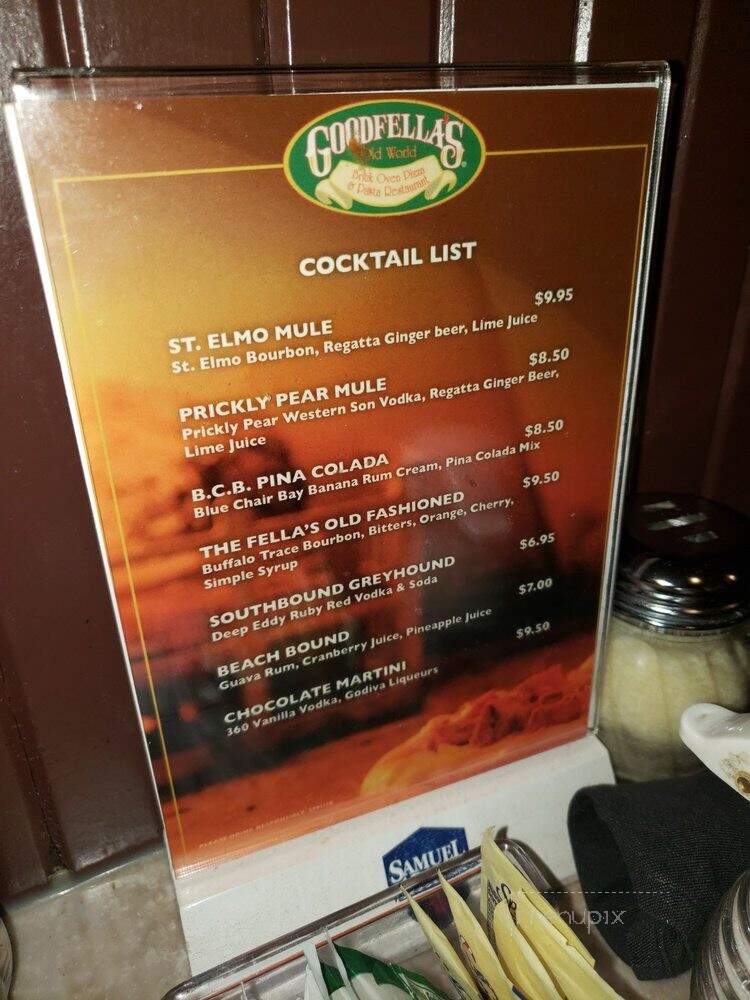 GOODFELLA'S
Old World
Brick Oven Pizza
& Pasta Restaurant
COCKTAIL LIST
$9.95
ST. ELMO MULE
St. Elmo Bourbon, Regatta Ginger beer, Lime Juice
$8.50
PRICKLY PEAR MULE
Prickly Pear Western Son Vodka, Regatta Ginger Beer,
Lime Juice
$8.50
B.C.B. PINA COLADA
Blue Chair Bay Banana Rum Cream, Pina Colada Mix
$9.50
THE FELLA'S OLD FASHIONED
Buffalo Trace Bourbon, Bitters, Orange, Cherry,
Simple Syrup
$6.95
SOUTHBOUND GREYHOUND
Deep Eddy Ruby Red Vodka & Soda
$7.00
BEACH BOUND
Guava Rum, Cranberry Juice, Pineapple Juice
$9.50
CHOCOLATE MARTINI
360 Vanilla Vodka, Godiva Liqueurs
PLEASE DRINK RESPONSIBLY
SAMUEL